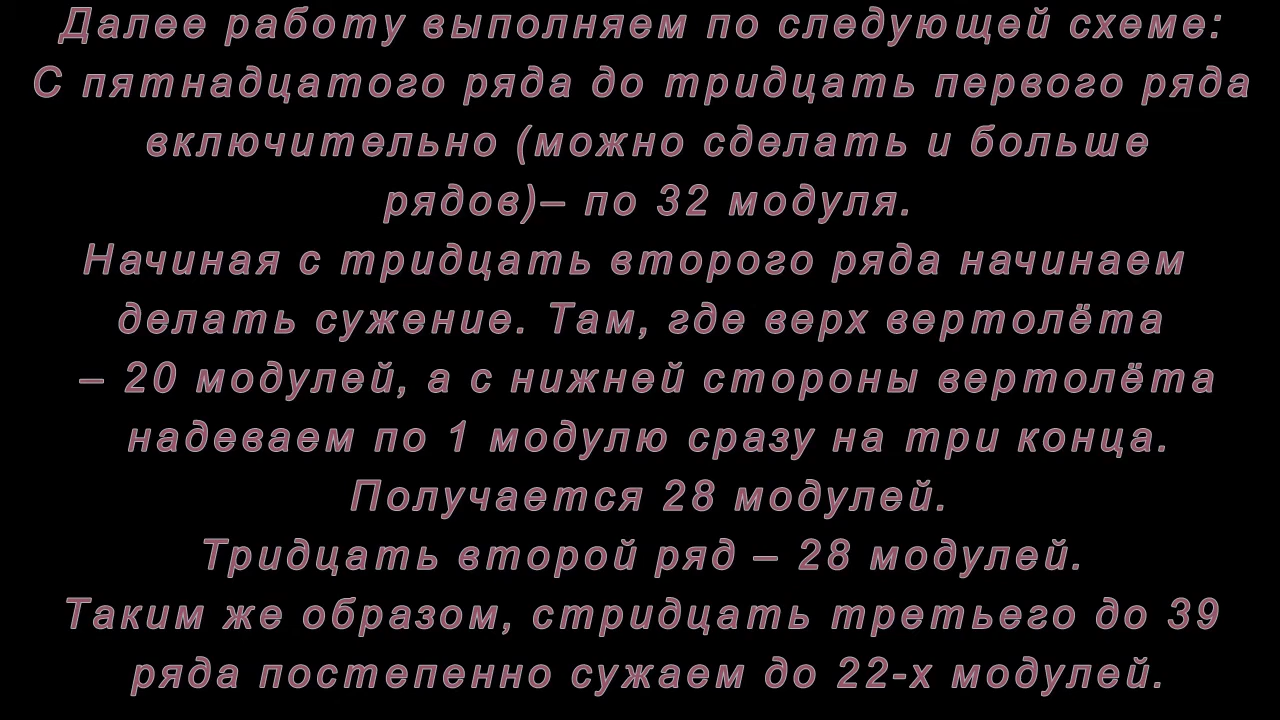 Далее работу выполняем по следующей схеме:
С пятнадцатого ряда до тридцать первого ряда
включительно (можно сделать и больше
рядов)– по 32 модуля.
Начиная с тридцать второго ряда начинаем
делать сужение. Там, где верх вертолёта
– 20 модулей, а с нижней стороны вертолёта
надеваем по 1 модулю сразу на три конца.
Получается 28 модулей.
Тридцать второй ряд – 28 модулей.
Таким же образом, стридцать третьего до 39
ряда постепенно сужаем до 22-х модулей.